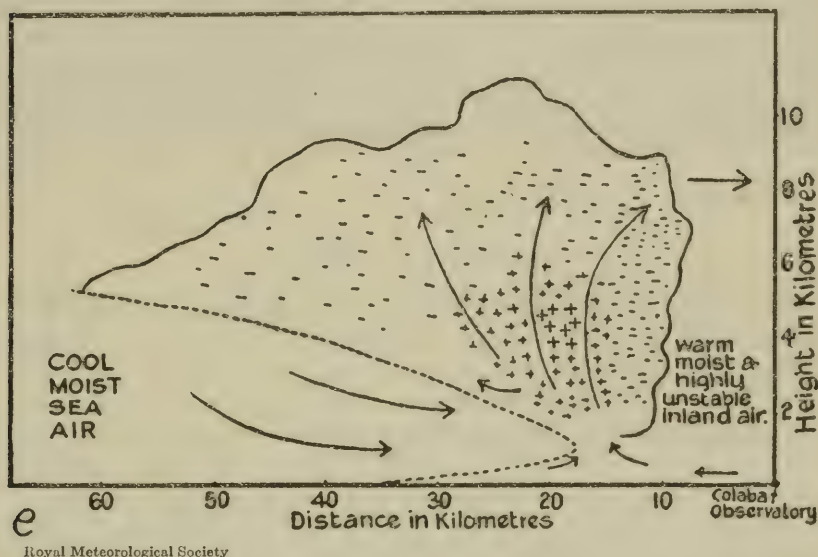 10
8
6
4
2
Height in Kilometres
COOL
MOIST
SEA
AIR
warm
moist &
highly
unstable
inland air.
60 50 40 30 20 10
Colaba
Observatory
Distance in Kilometres
e
Royal Meteorological Society